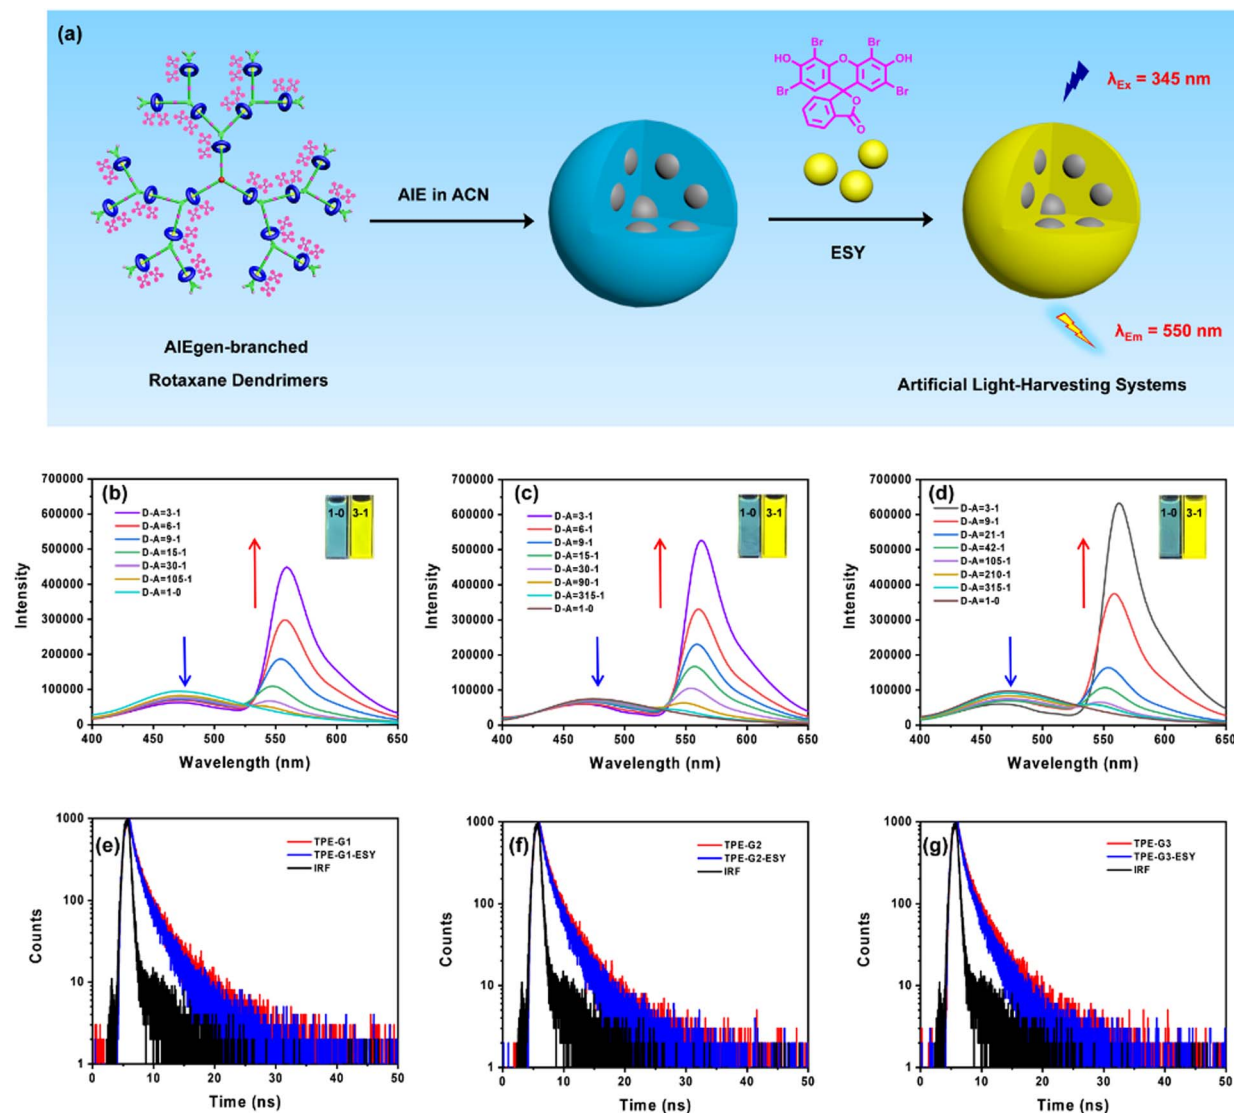 (a)
Br
Br
HO
O
OH
Br
Br
O
O
λEx = 345 nm
AIE in ACN
ESY
λEm = 550 nm
AIEgen-branched
Rotaxane Dendrimers
Artificial Light-Harvesting Systems
(b)
700000
600000
500000
400000
300000
200000
100000
0
Intensity
D-A=3-1
D-A=6-1
D-A=9-1
D-A=15-1
D-A=30-1
D-A=105-1
D-A=1-0
1-0 3-1
400 450 500 550 600 650
Wavelength (nm)
(c)
700000
600000
500000
400000
300000
200000
100000
0
Intensity
D-A=3-1
D-A=6-1
D-A=9-1
D-A=15-1
D-A=30-1
D-A=90-1
D-A=315-1
D-A=1-0
1-0 3-1
400 450 500 550 600 650
Wavelength (nm)
(d)
700000
600000
500000
400000
300000
200000
100000
0
Intensity
D-A=3-1
D-A=9-1
D-A=21-1
D-A=42-1
D-A=105-1
D-A=210-1
D-A=315-1
D-A=1-0
1-0 3-1
400 450 500 550 600 650
Wavelength (nm)
(e)
1000
100
10
1
Counts
TPE-G1
TPE-G1-ESY
IRF
0 10 20 30 40 50
Time (ns)
(f)
1000
100
10
1
Counts
TPE-G2
TPE-G2-ESY
IRF
0 10 20 30 40 50
Time (ns)
(g)
1000
100
10
1
Counts
TPE-G3
TPE-G3-ESY
IRF
0 10 20 30 40 50
Time (ns)